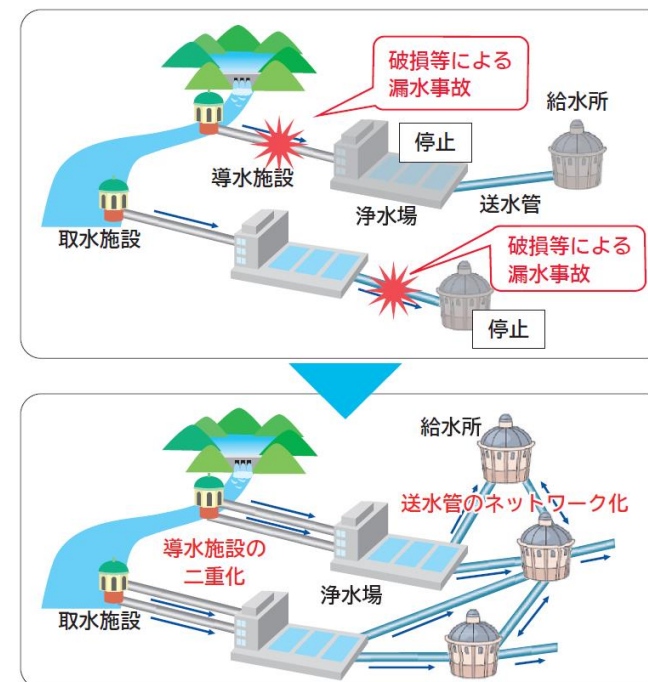 破損等による
漏水事故
給水所
停止
導水施設
浄水場
送水管
取水施設
破損等による
漏水事故
停止
給水所
送水管のネットワーク化
導水施設の
二重化
浄水場
取水施設